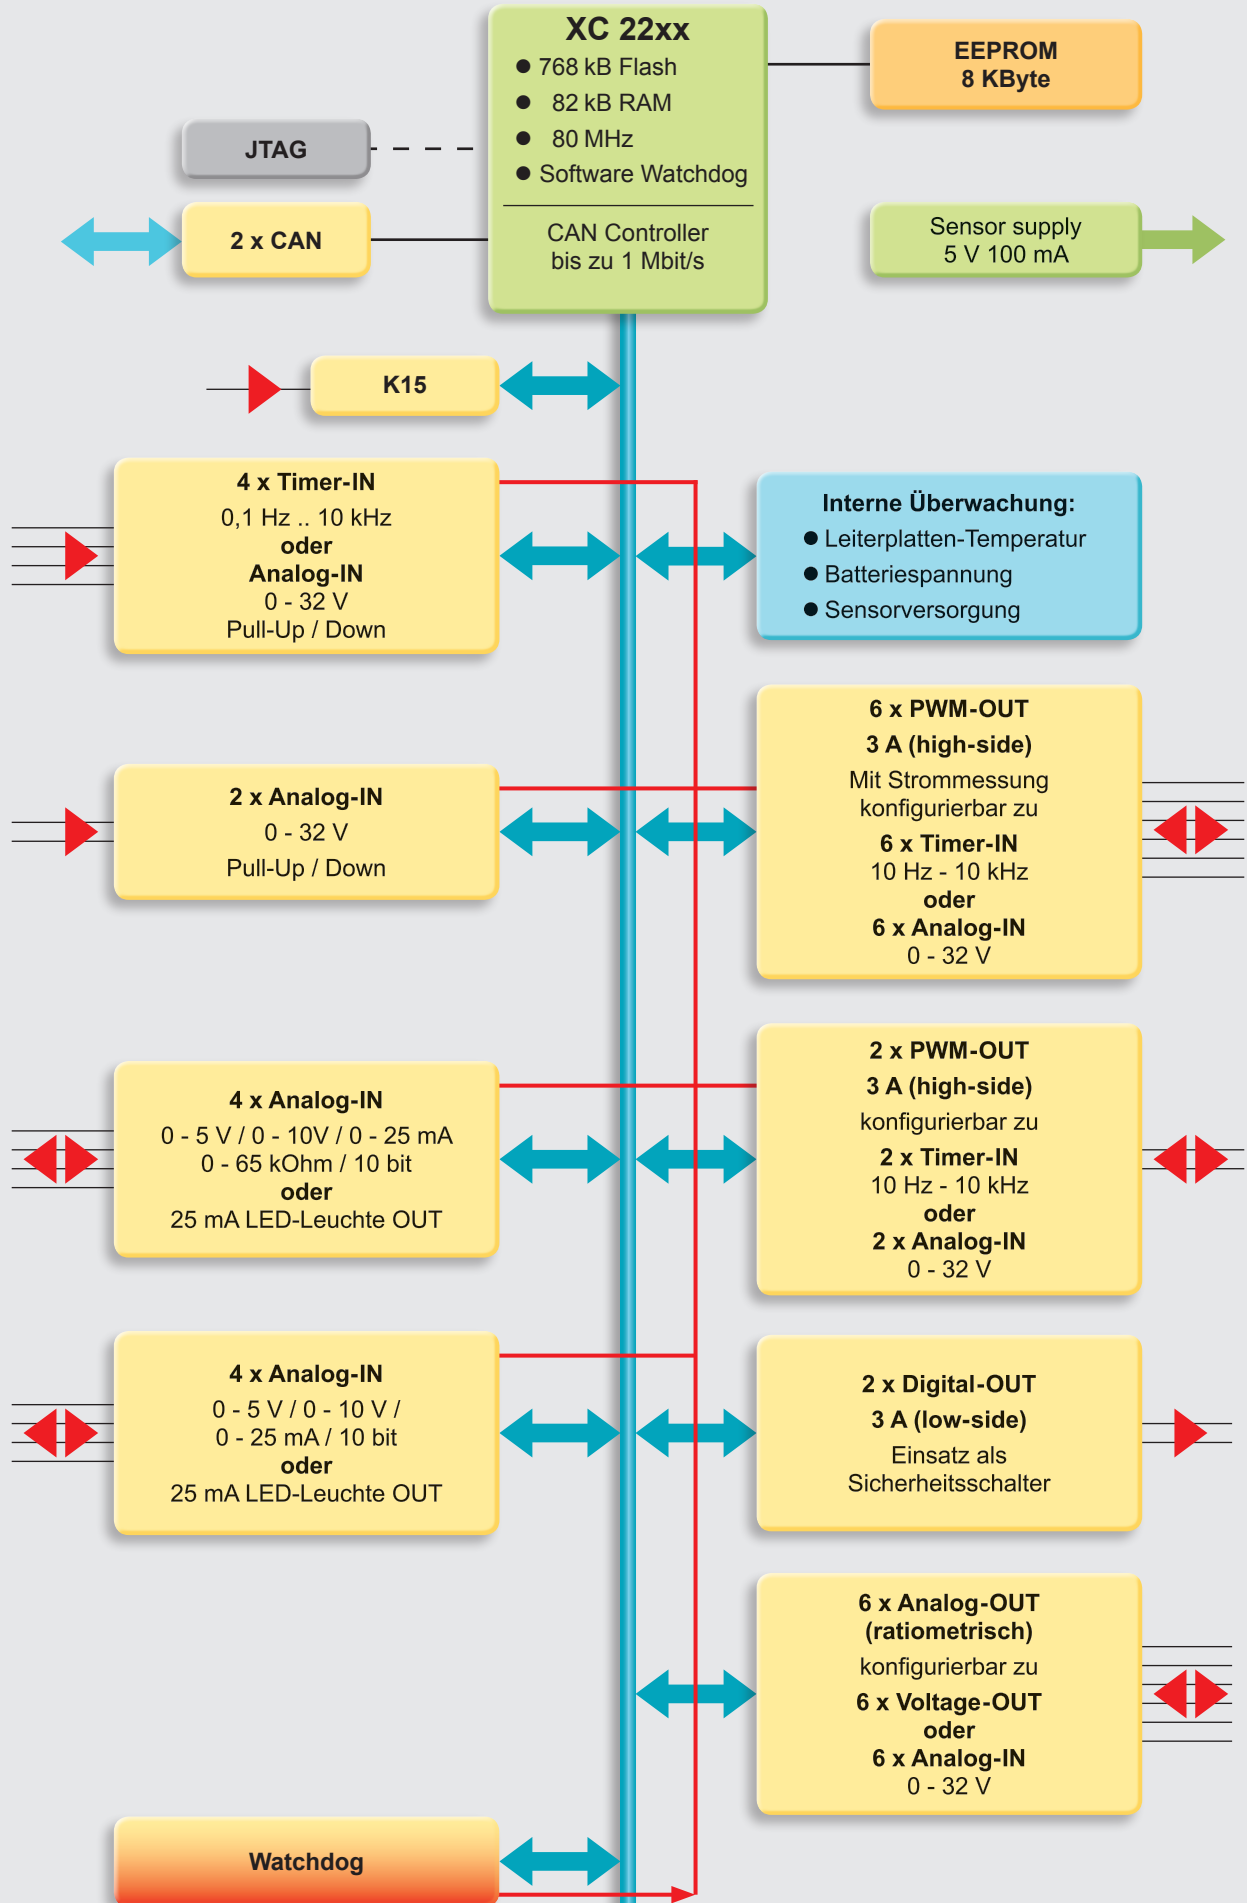 XC 22xx
● 768 kB Flash
● 82 kB RAM
● 80 MHz
● Software Watchdog
CAN Controller
bis zu 1 Mbit/s
EEPROM
8 KByte
JTAG
2 x CAN
Sensor supply
5 V 100 mA
K15
4 x Timer-IN
0,1 Hz .. 10 kHz
oder
Analog-IN
0 - 32 V
Pull-Up / Down
Interne Überwachung:
● Leiterplatten-Temperatur
● Batteriespannung
● Sensorversorgung
2 x Analog-IN
0 - 32 V
Pull-Up / Down
6 x PWM-OUT
3 A (high-side)
Mit Strommessung
konfigurierbar zu
6 x Timer-IN
10 Hz - 10 kHz
oder
6 x Analog-IN
0 - 32 V
4 x Analog-IN
0 - 5 V / 0 - 10V / 0 - 25 mA
0 - 65 kOhm / 10 bit
oder
25 mA LED-Leuchte OUT
2 x PWM-OUT
3 A (high-side)
konfigurierbar zu
2 x Timer-IN
10 Hz - 10 kHz
oder
2 x Analog-IN
0 - 32 V
4 x Analog-IN
0 - 5 V / 0 - 10 V /
0 - 25 mA / 10 bit
oder
25 mA LED-Leuchte OUT
2 x Digital-OUT
3 A (low-side)
Einsatz als
Sicherheitsschalter
6 x Analog-OUT
(ratiometrisch)
konfigurierbar zu
6 x Voltage-OUT
oder
6 x Analog-IN
0 - 32 V
Watchdog